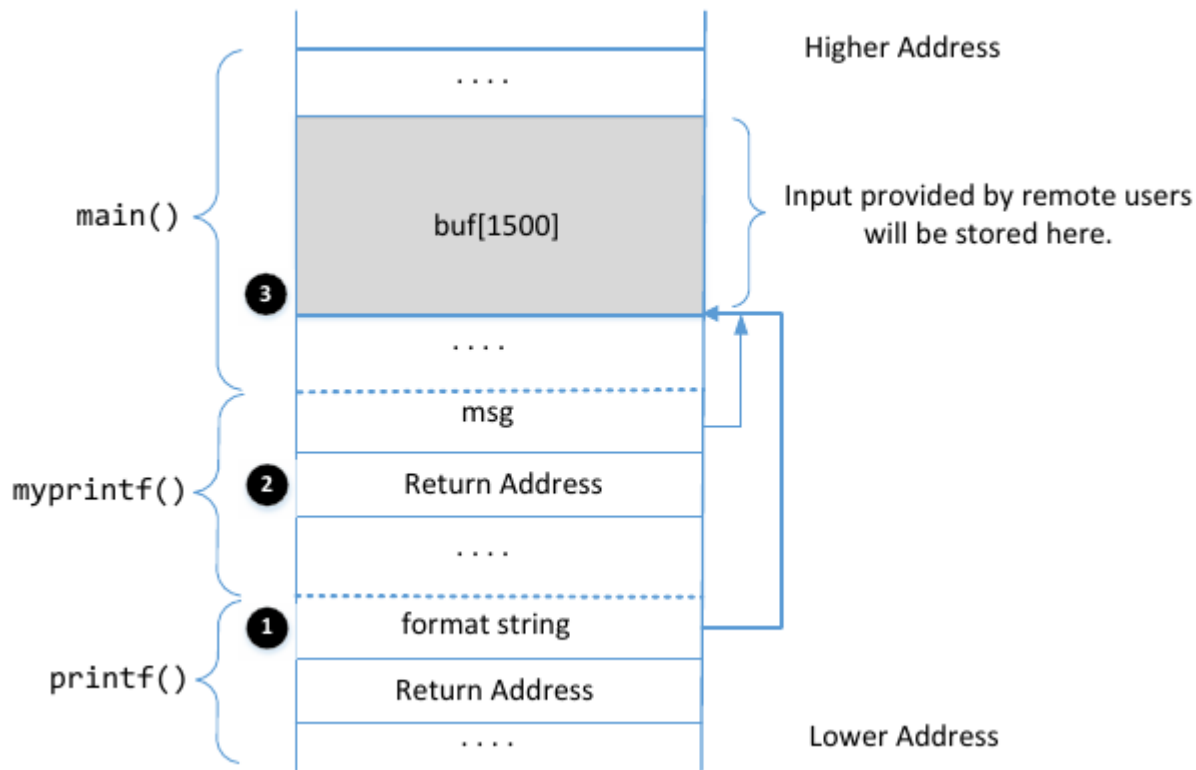 Higher Address
. . . .
main()
buf[1500]
Input provided by remote users
will be stored here.
3
. . . .
msg
myprintf()
2
Return Address
. . . .
1
format string
printf()
Return Address
. . . .
Lower Address